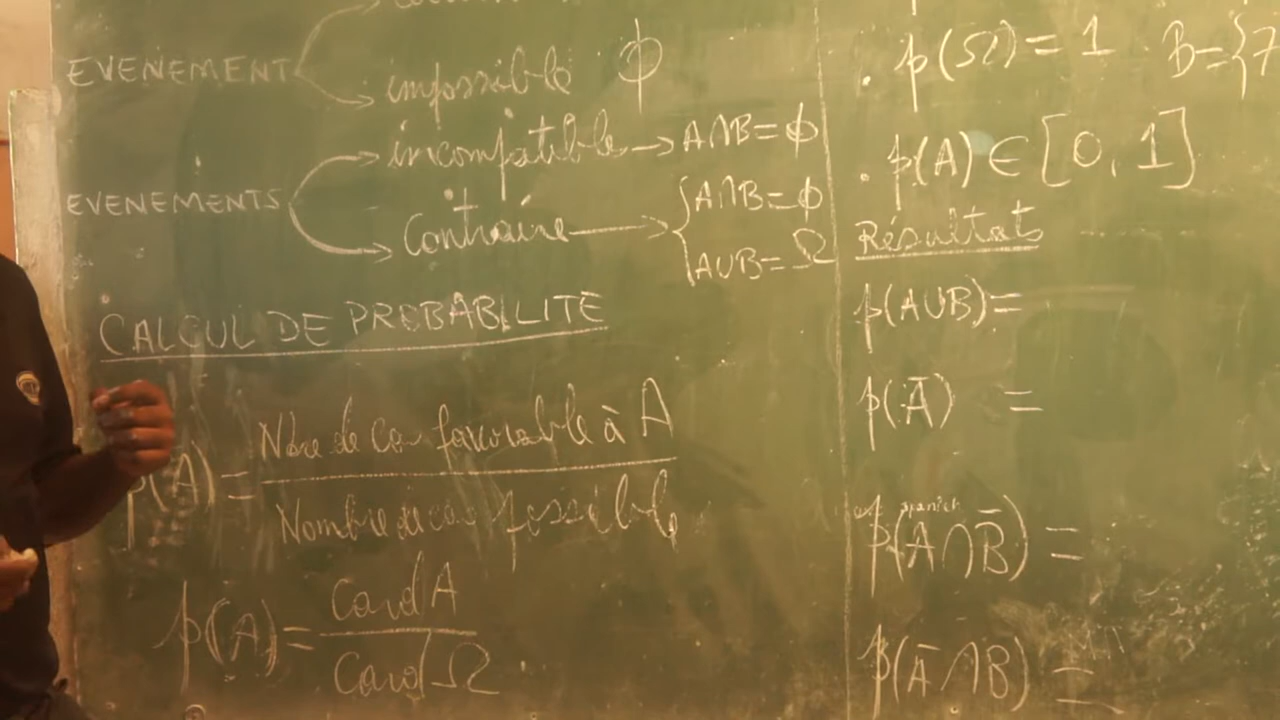 EVENEMENT
impossible ϕ
incompatible → A∩B=ϕ
EVENEMENTS
Contraire → {A∩B=ϕ
A∪B=Ω
CALCUL DE PROBABILITE
p(A)= Nbre de cas favorable à A
Nombre de cas possible
p(A)= Card A
Card Ω
p(Ω)=1 . B={7
. p(A)∈[0,1]
Résultats
p(A∪B)=
p(Ā) =
p(A∩B̄) =
p(Ā∩B) =